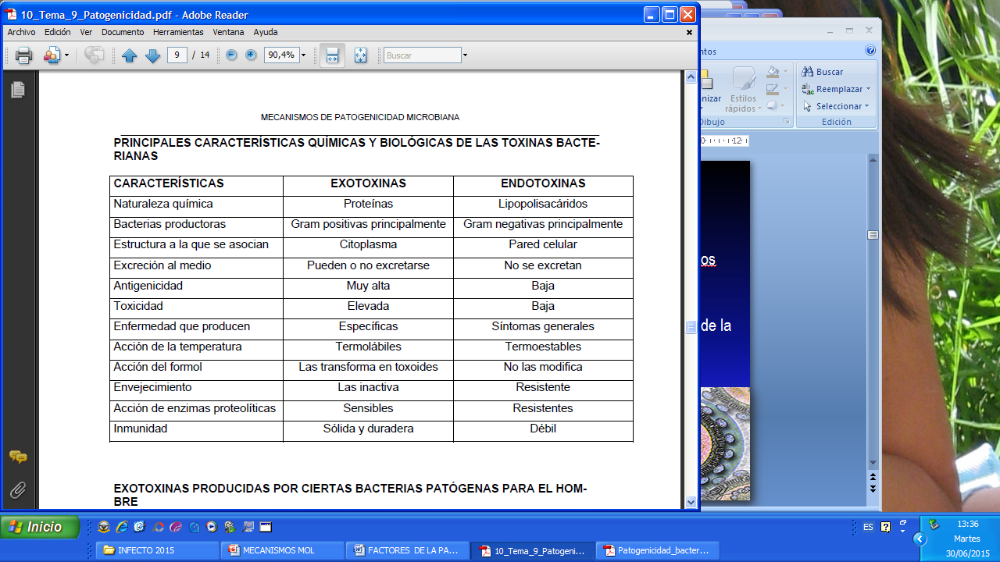 10_Tema_9_Patogenicidad.pdf - Adobe Reader
Archivo Edición Ver Documento Herramientas Ventana Ayuda
9 / 14 90,4% Buscar
MECANISMOS DE PATOGENICIDAD MICROBIANA
PRINCIPALES CARACTERÍSTICAS QUÍMICAS Y BIOLÓGICAS DE LAS TOXINAS BACTE-
RIANAS
CARACTERÍSTICAS EXOTOXINAS ENDOTOXINAS
Naturaleza química Proteínas Lipopolisacáridos
Bacterias productoras Gram positivas principalmente Gram negativas principalmente
Estructura a la que se asocian Citoplasma Pared celular
Excreción al medio Pueden o no excretarse No se excretan
Antigenicidad Muy alta Baja
Toxicidad Elevada Baja
Enfermedad que producen Específicas Síntomas generales
Acción de la temperatura Termolábiles Termoestables
Acción del formol Las transforma en toxoides No las modifica
Envejecimiento Las inactiva Resistente
Acción de enzimas proteolíticas Sensibles Resistentes
Inmunidad Sólida y duradera Débil
EXOTOXINAS PRODUCIDAS POR CIERTAS BACTERIAS PATÓGENAS PARA EL HOM-
BRE
ntos
Buscar
Reemplazar
Seleccionar
nizar Estilos
rápidos
Dibujo Edición
0 12
os
de la
Inicio
ES
13:36
Martes
30/06/2015
INFECTO 2015 MECANISMOS MOL FACTORES DE LA PA... 10_Tema_9_Patogeni... Patogenicidad_bacter...